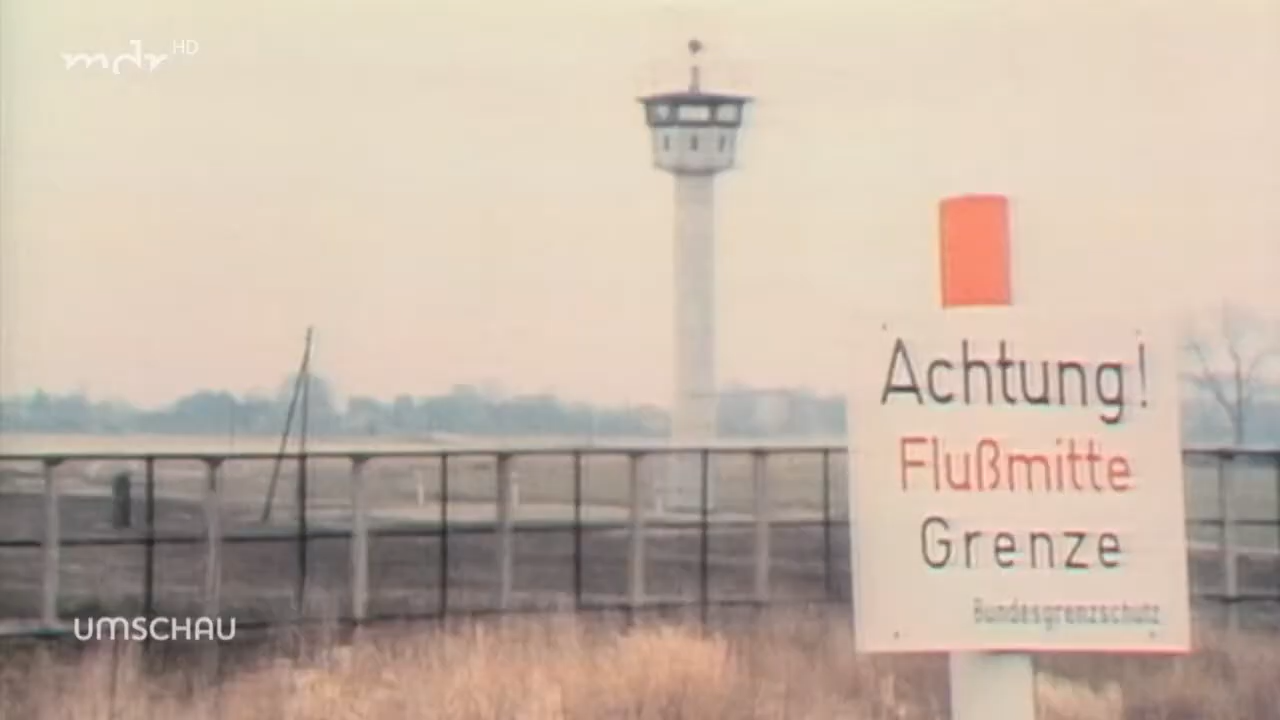 mdr HD
Achtung!
Flußmitte
Grenze
Bundesgrenzschutz
UMSCHAU